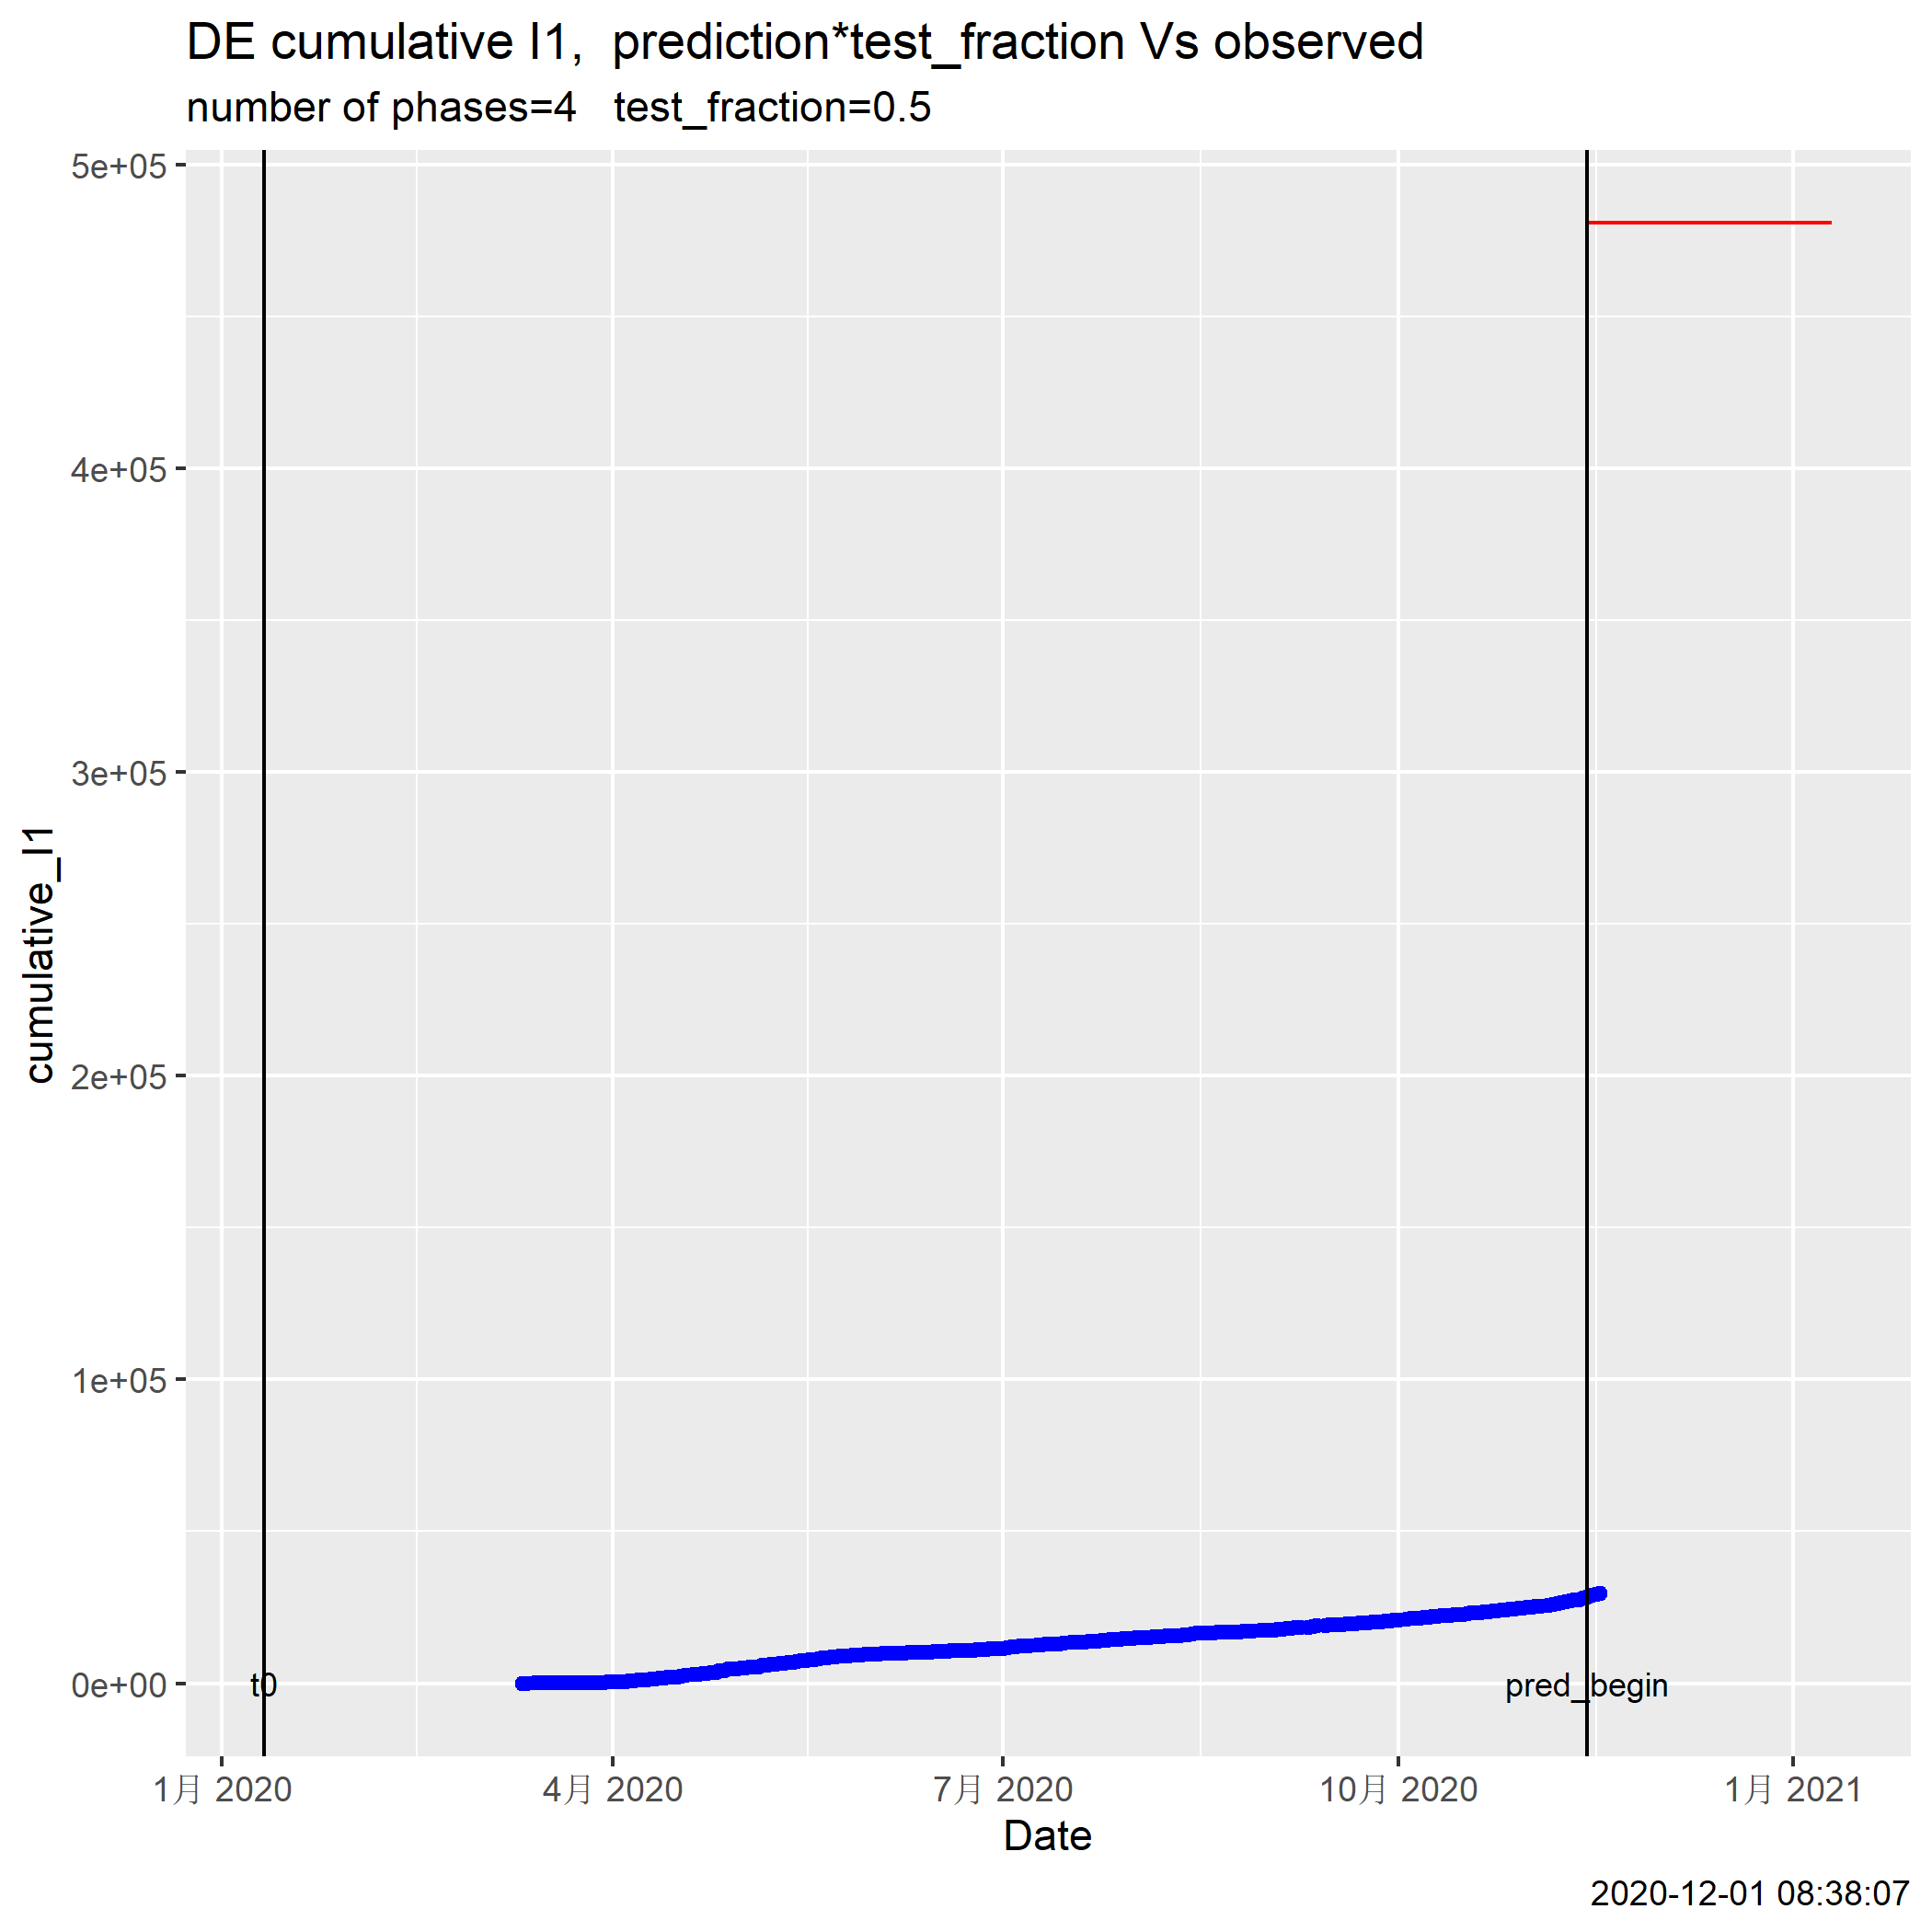 DE cumulative I1,  prediction*test_fraction Vs observed
number of phases=4   test_fraction=0.5
5e+05
4e+05
3e+05
2e+05
1e+05
0e+00
cumulative_I1
t0
pred_begin
1月 2020
4月 2020
7月 2020
10月 2020
1月 2021
Date
2020-12-01 08:38:07